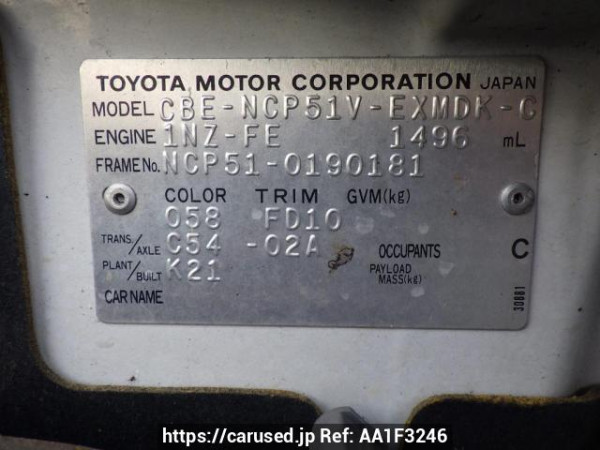 TOYOTA MOTOR CORPORATION JAPAN
MODEL CBE-NCP51V-EXMDK-G
ENGINE 1NZ-FE 1496 mL
FRAME No. NCP51-0190181
COLOR TRIM GVM(kg)
058 FD10
TRANS/AXLE C54 -02A OCCUPANTS C
PLANT/BUILT K21 PAYLOAD MASS(kg)
CAR NAME
30881
https://carused.jp Ref: AA1F3246